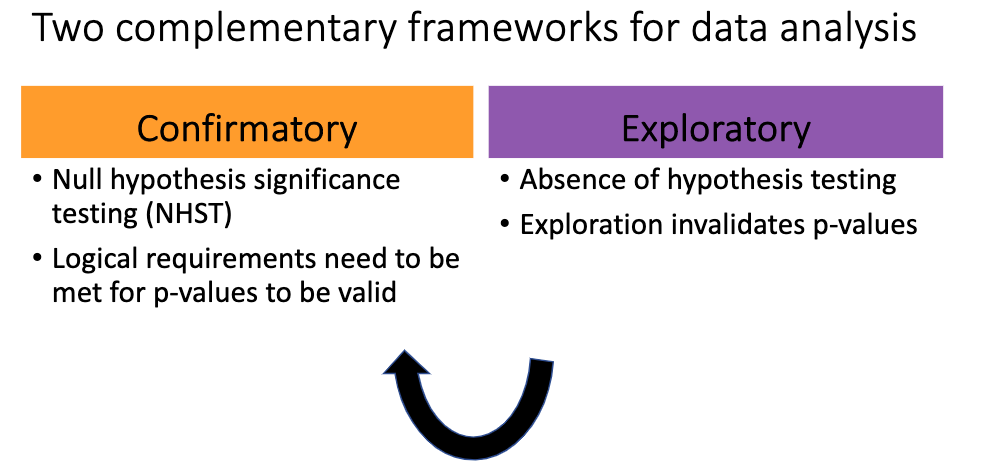 Two complementary frameworks for data analysis
Confirmatory
• Null hypothesis significance
testing (NHST)
• Logical requirements need to be
met for p-values to be valid
Exploratory
• Absence of hypothesis testing
• Exploration invalidates p-values